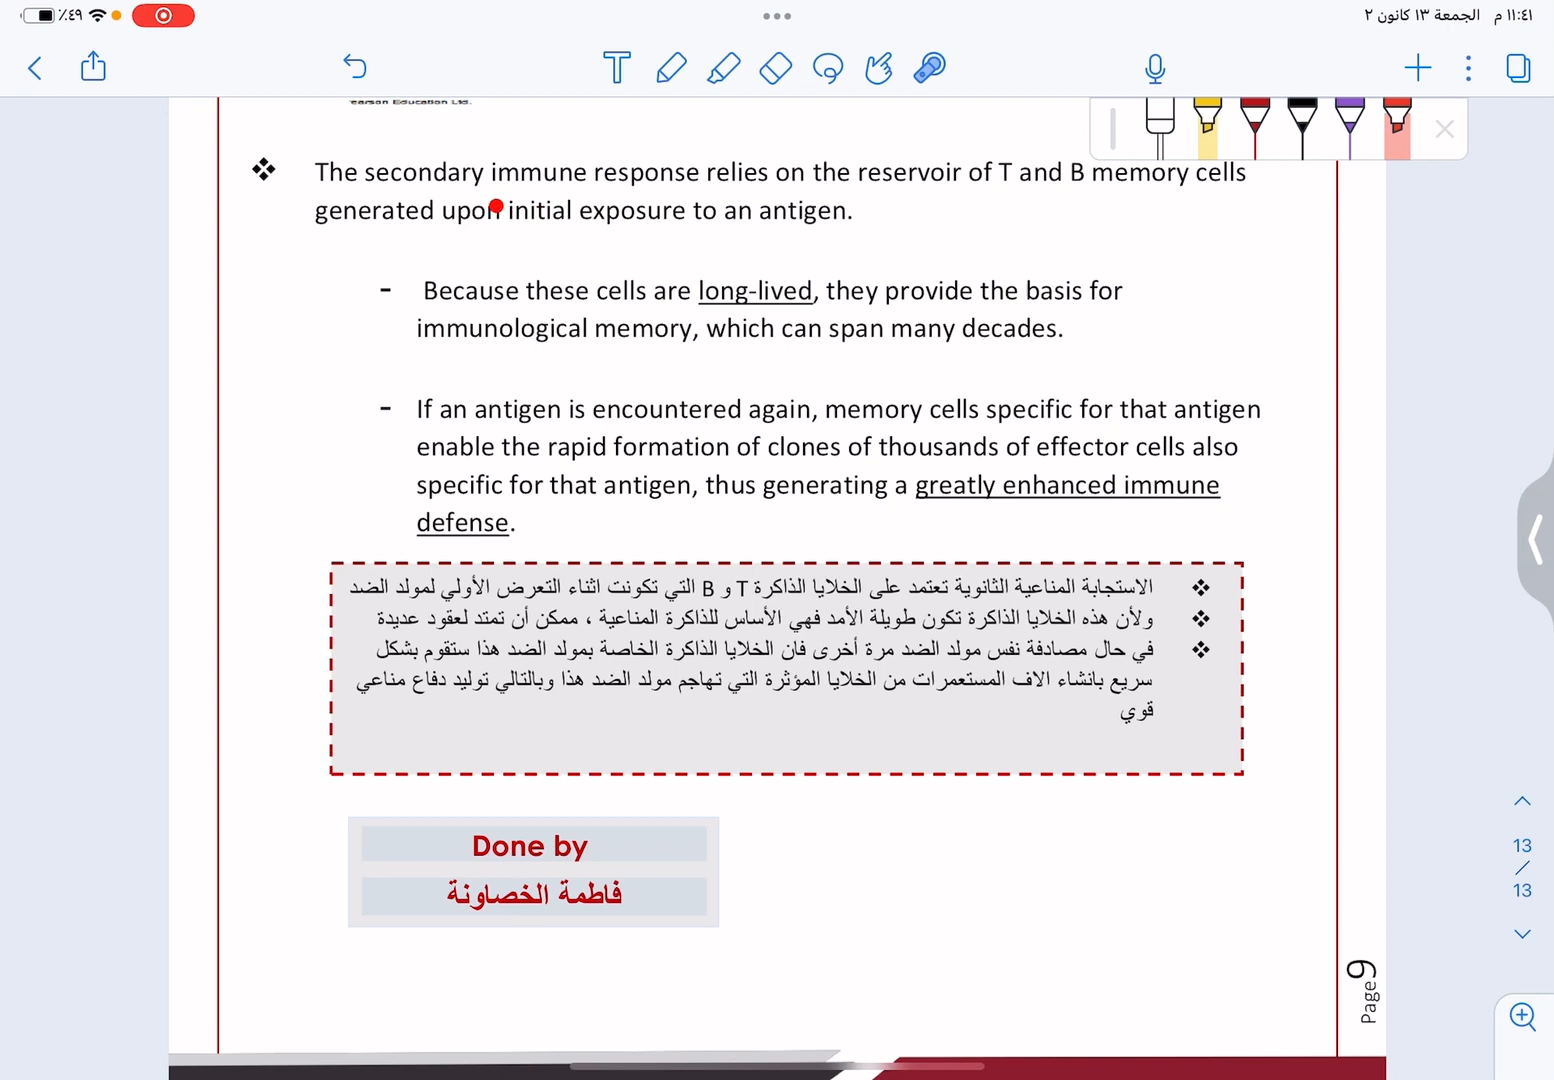 ٪٤٩
١١:٤١ م الجمعة ١٣ كانون ٢
earson Education Ltd.
❖ The secondary immune response relies on the reservoir of T and B memory cells
generated upon initial exposure to an antigen.
- Because these cells are long-lived, they provide the basis for
immunological memory, which can span many decades.
- If an antigen is encountered again, memory cells specific for that antigen
enable the rapid formation of clones of thousands of effector cells also
specific for that antigen, thus generating a greatly enhanced immune
defense.
❖ الاستجابة المناعية الثانوية تعتمد على الخلايا الذاكرة T و B التي تكونت اثناء التعرض الأولي لمولد الضد
❖ ولأن هذه الخلايا الذاكرة تكون طويلة الأمد فهي الأساس للذاكرة المناعية ، ممكن أن تمتد لعقود عديدة
❖ في حال مصادفة نفس مولد الضد مرة أخرى فان الخلايا الذاكرة الخاصة بمولد الضد هذا ستقوم بشكل
سريع بانشاء الاف المستعمرات من الخلايا المؤثرة التي تهاجم مولد الضد هذا وبالتالي توليد دفاع مناعي
قوي
Done by
فاطمة الخصاونة
13
/
13
Page9